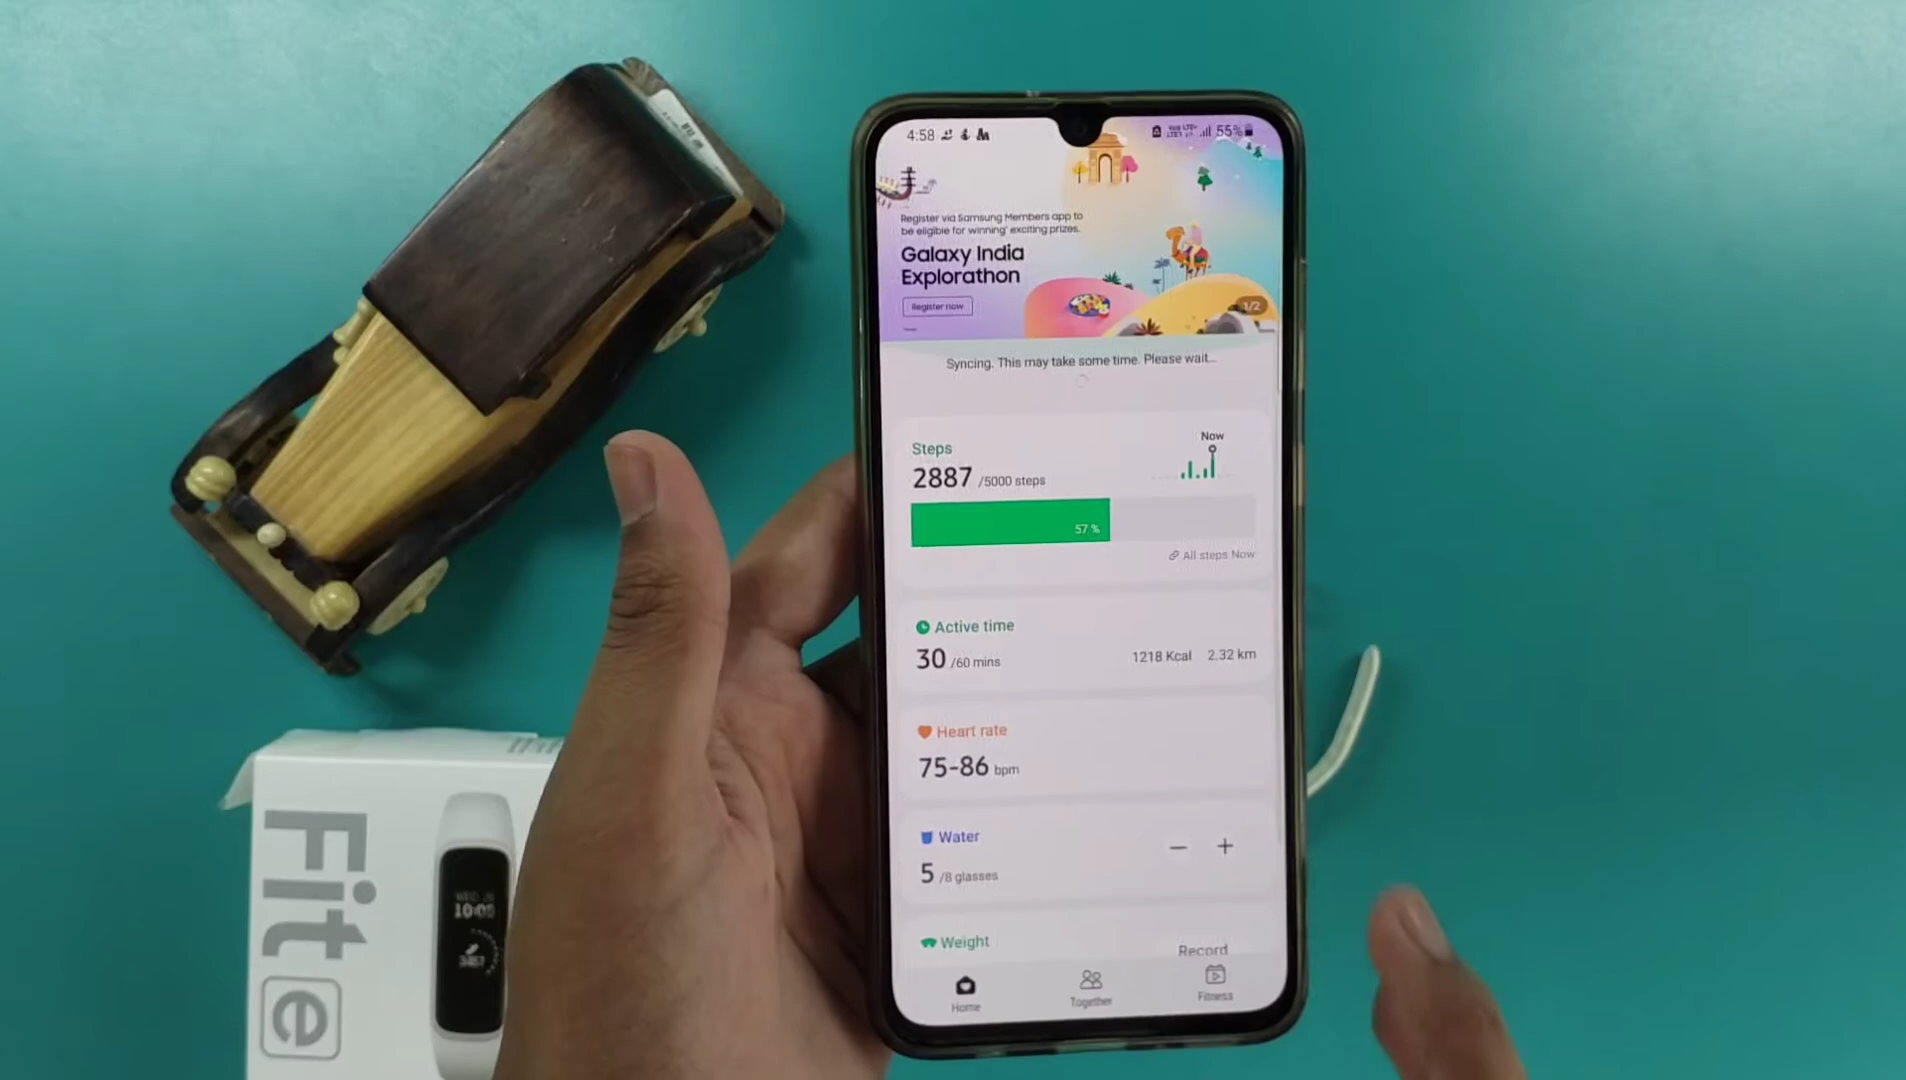 4:58
55%
Register via Samsung Members app to
be eligible for winning' exciting prizes.
Galaxy India
Explorathon
Register now
1/2
Syncing. This may take some time. Please wait...
Steps
Now
2887 /5000 steps
57 %
All steps Now
Active time
30 /60 mins
1218 Kcal 2.32 km
Heart rate
75-86 bpm
Water
5 /8 glasses
− +
Weight
Record
Home
Together
Fitness
Fit e
10:00